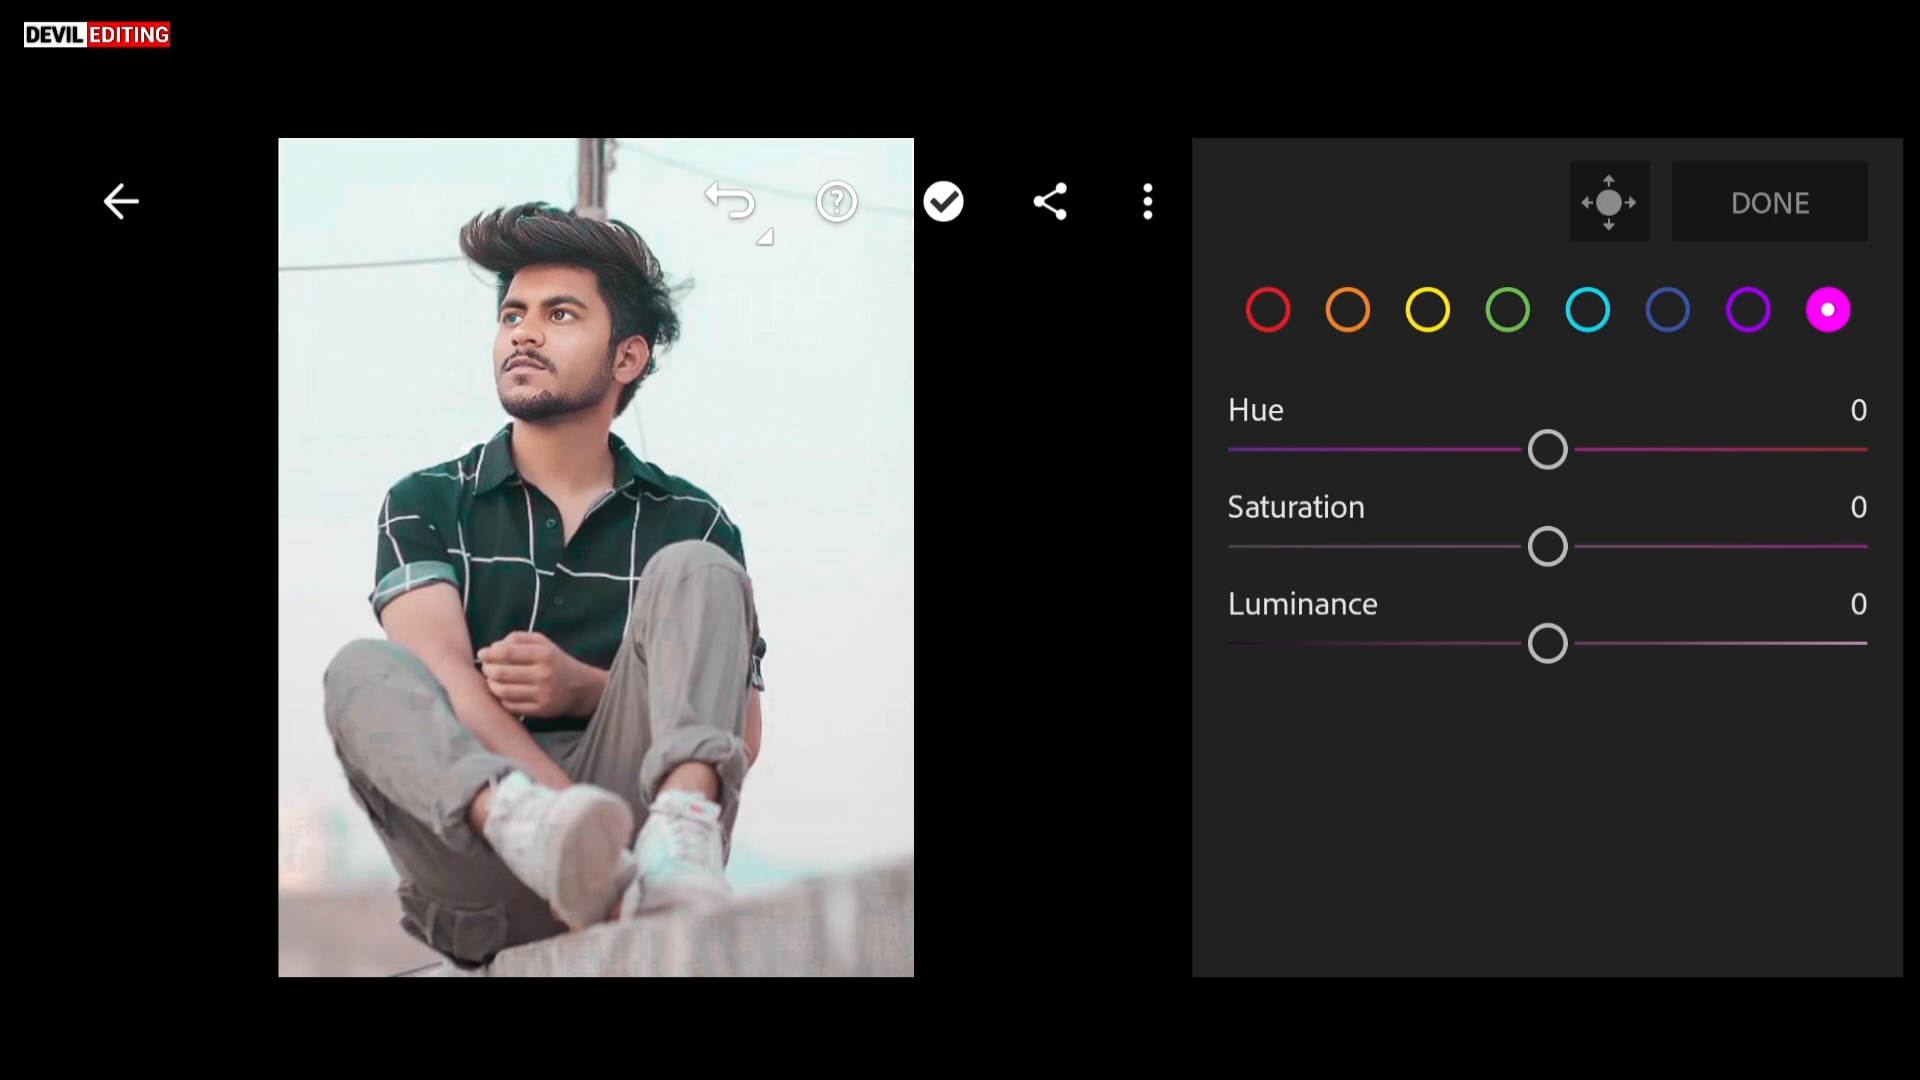 DEVIL EDITING
DONE
Hue 0
Saturation 0
Luminance 0